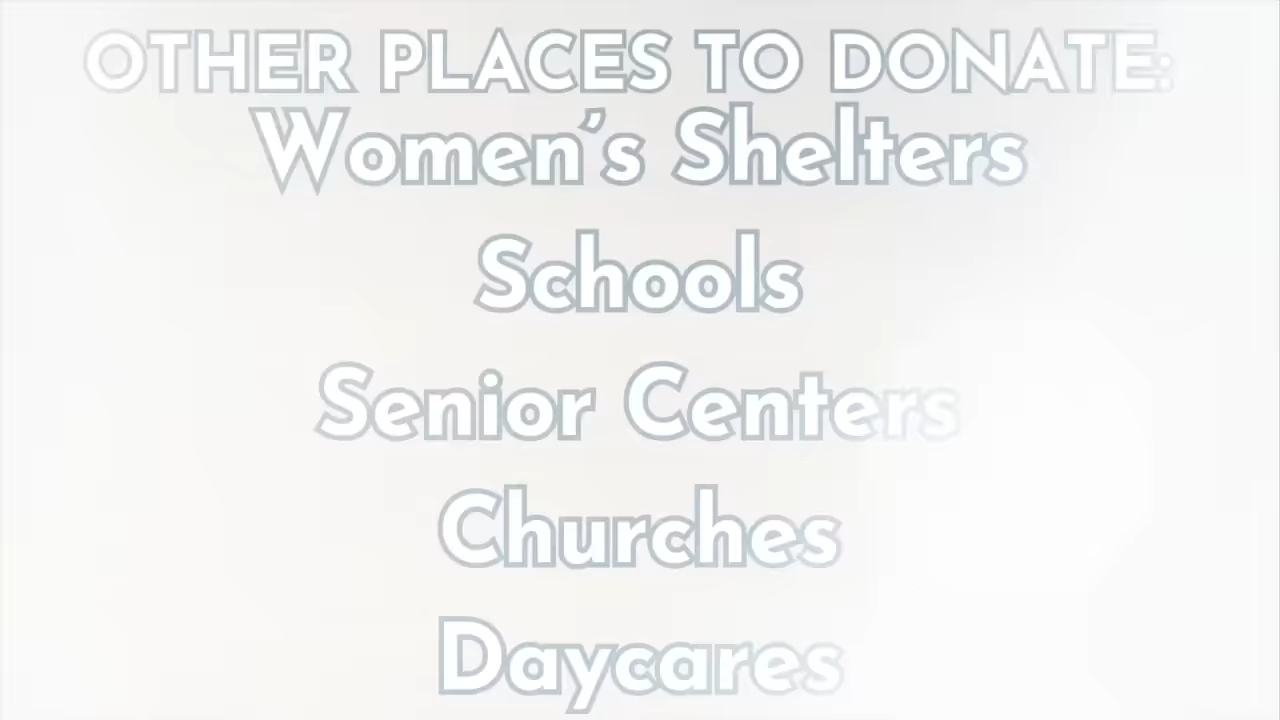 OTHER PLACES TO DONATE:
Women's Shelters
Schools
Senior Centers
Churches
Daycares